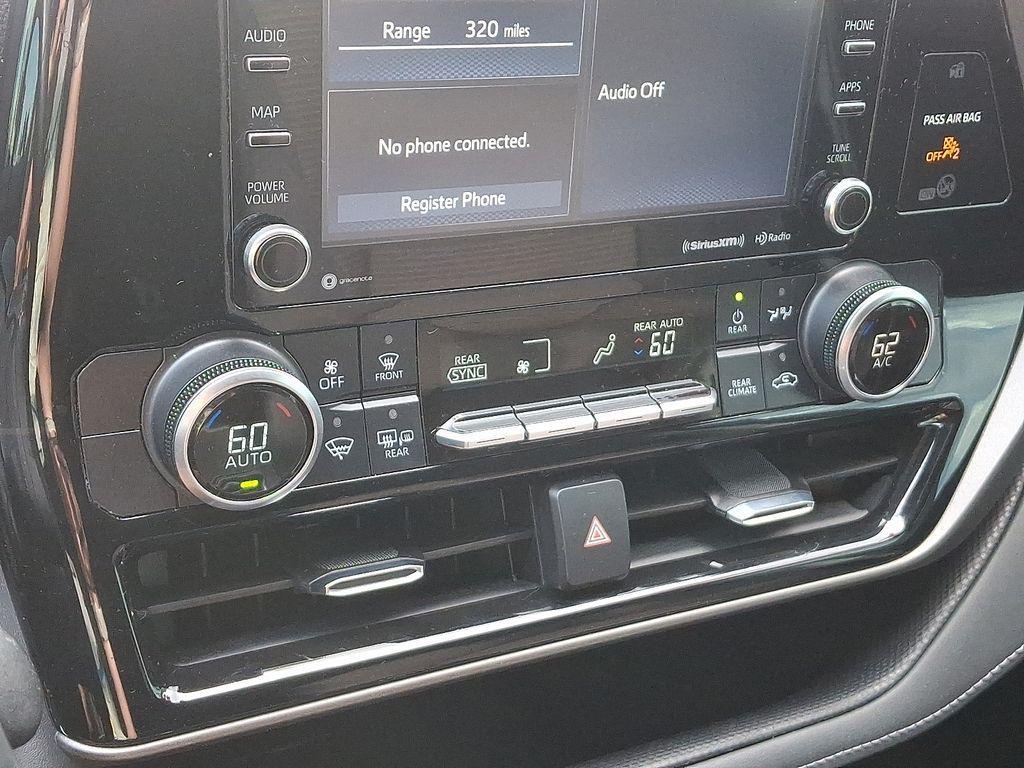 AUDIO
MAP
POWER
VOLUME
Range 320 miles
No phone connected.
Register Phone
Audio Off
PHONE
APPS
TUNE
SCROLL
PASS AIR BAG
OFF 2
ON
gracenote
((SiriusXM))
HD Radio
60
AUTO
OFF
FRONT
REAR
REAR
SYNC
REAR AUTO
60
REAR
REAR
CLIMATE
62
A/C